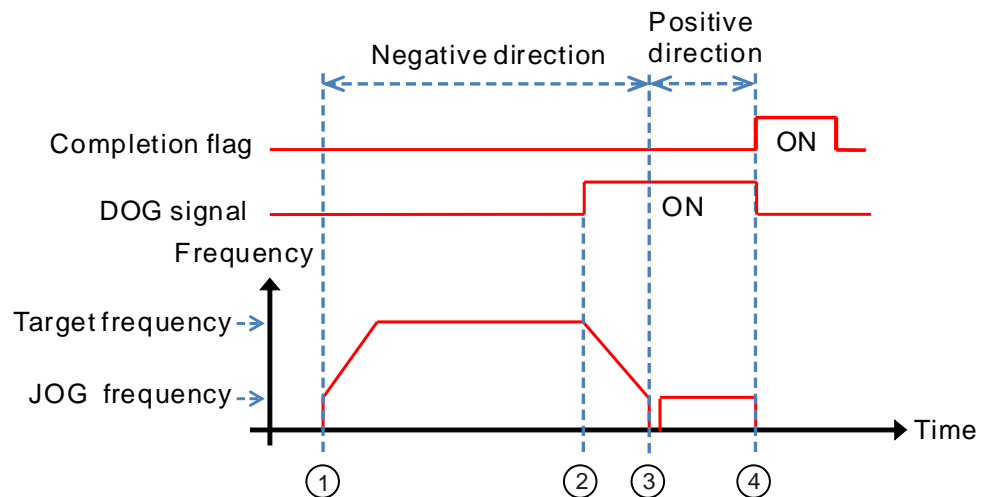 Positive
Negative direction
direction
Completion flag
ON
DOG signal
ON
Frequency
Target frequency
JOG frequency
Time
1
2
3
4